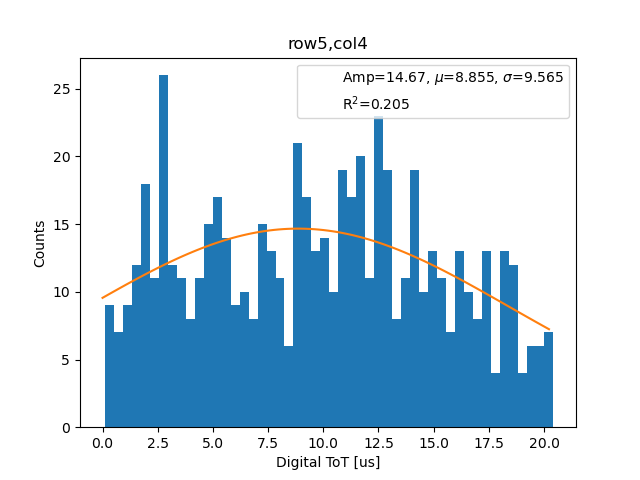 row5,col4
Amp=14.67, μ=8.855, σ=9.565
R²=0.205
25
20
15
10
5
0
Counts
0.0 2.5 5.0 7.5 10.0 12.5 15.0 17.5 20.0
Digital ToT [us]